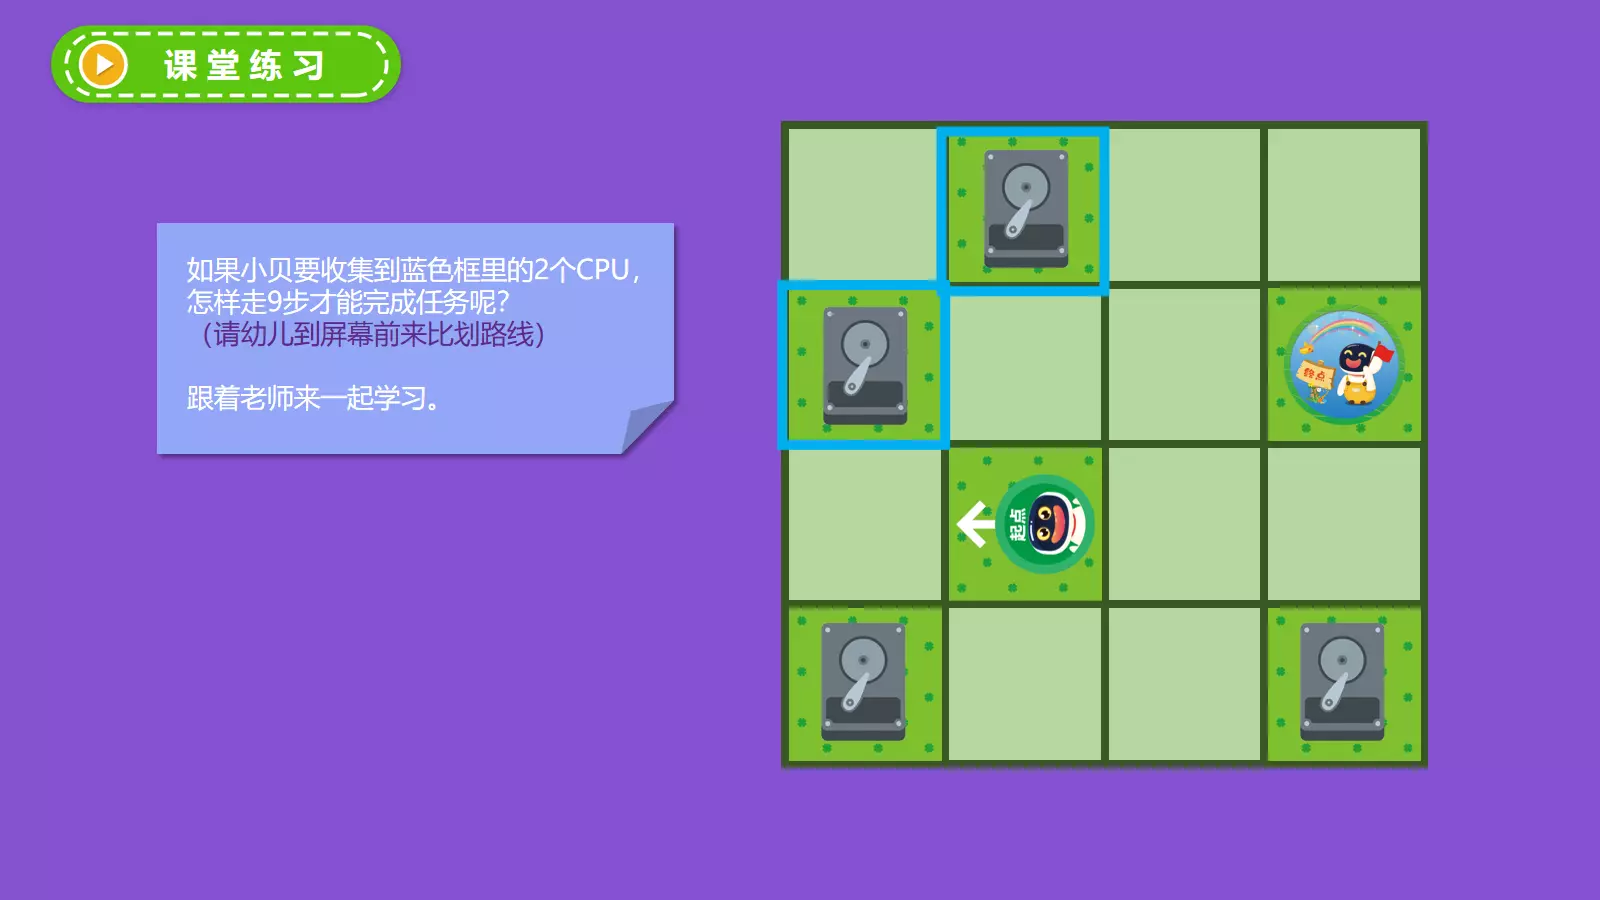 课堂练习
如果小贝要收集到蓝色框里的2个CPU，
怎样走9步才能完成任务呢？
（请幼儿到屏幕前来比划路线）
跟着老师来一起学习。
终点
起点